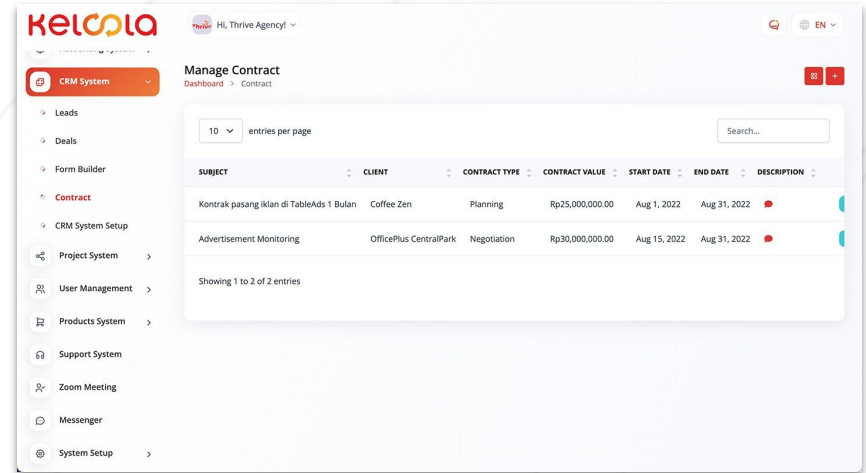 Keloola
Thrive
Hi, Thrive Agency!
EN
CRM System
Manage Contract
Dashboard > Contract
Leads
Deals
Form Builder
Contract
CRM System Setup
Project System
User Management
Products System
Support System
Zoom Meeting
Messenger
System Setup
10 entries per page
Search...
SUBJECT CLIENT CONTRACT TYPE CONTRACT VALUE START DATE END DATE DESCRIPTION
Kontrak pasang iklan di TableAds 1 Bulan Coffee Zen Planning Rp25,000,000.00 Aug 1, 2022 Aug 31, 2022
Advertisement Monitoring OfficePlus CentralPark Negotiation Rp30,000,000.00 Aug 15, 2022 Aug 31, 2022
Showing 1 to 2 of 2 entries